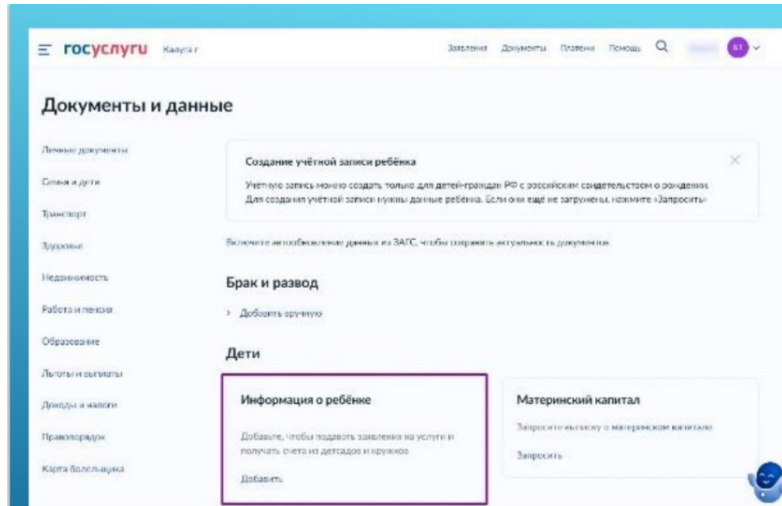 госуслуги Калуга г Заявления Документы Платежи Помощь БТ
Документы и данные
Личные документы
Семья и дети
Транспорт
Здоровье
Недвижимость
Работа и пенсия
Образование
Льготы и выплаты
Доходы и налоги
Правопорядок
Карта болельщика
Создание учётной записи ребёнка
Учётную запись можно создать только для детей-граждан РФ с российским свидетельством о рождении.
Для создания учётной записи нужны данные ребёнка. Если они ещё не загружены, нажмите «Запросить»
Включите автообновление данных из ЗАГС, чтобы сохранить актуальность документов
Брак и развод
Добавить вручную
Дети
Информация о ребёнке
Добавьте, чтобы подавать заявления на услуги и
получать счета из детсадов и кружков
Добавить
Материнский капитал
Запросите выписку о материнском капитале
Запросить